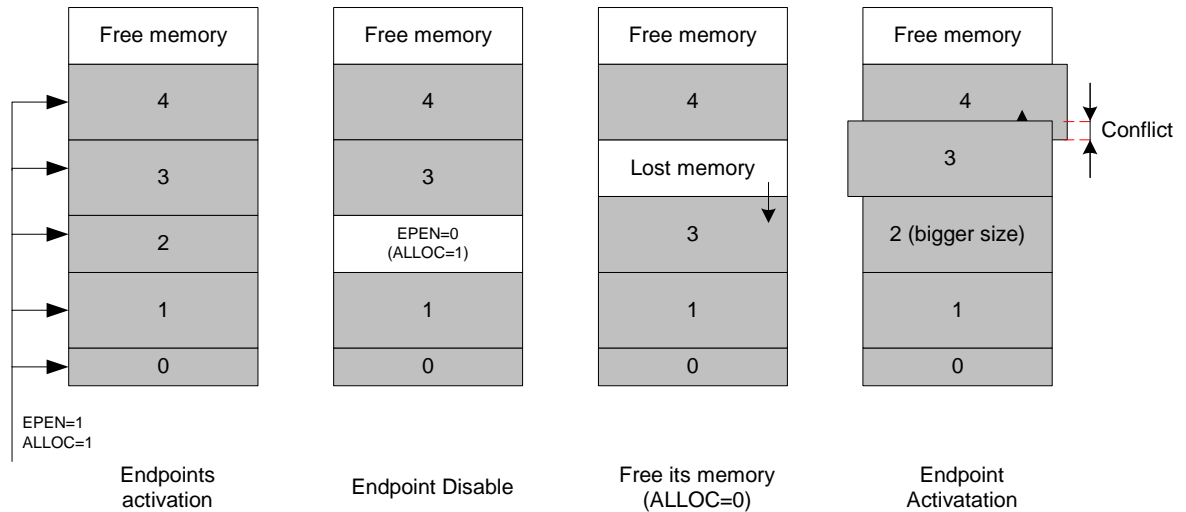 Free memory
4
3
2
1
0
EPEN=1
ALLOC=1
Endpoints
activation
Free memory
4
3
EPEN=0
(ALLOC=1)
1
0
Endpoint Disable
Free memory
4
Lost memory
3
1
0
Free its memory
(ALLOC=0)
Free memory
4
Conflict
3
2 (bigger size)
1
0
Endpoint
Activatation